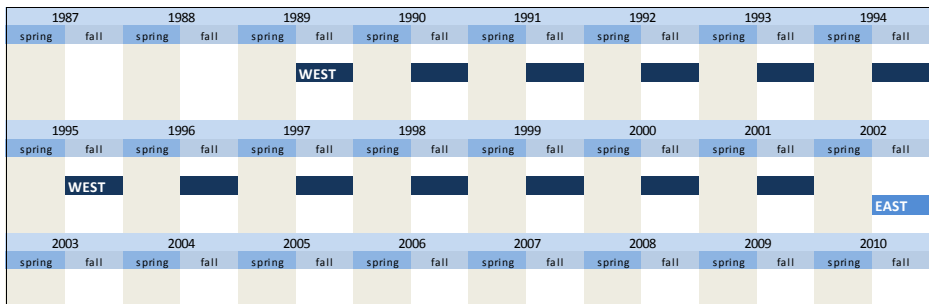 1987 1988 1989 1990 1991 1992 1993 1994
spring fall spring fall spring fall spring fall spring fall spring fall spring fall spring fall
WEST
1995 1996 1997 1998 1999 2000 2001 2002
spring fall spring fall spring fall spring fall spring fall spring fall spring fall spring fall
WEST
EAST
2003 2004 2005 2006 2007 2008 2009 2010
spring fall spring fall spring fall spring fall spring fall spring fall spring fall spring fall